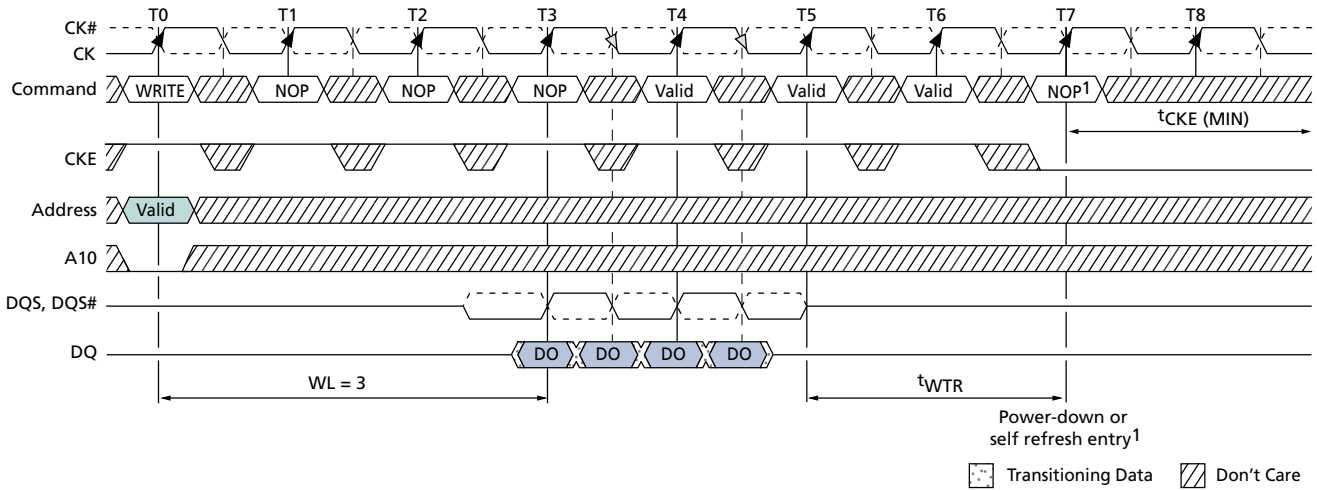 T0 T1 T2 T3 T4 T5 T6 T7 T8
CK#
CK
Command WRITE NOP NOP NOP Valid Valid Valid NOP1
tCKE (MIN)
CKE
Address Valid
A10
DQS, DQS#
DQ DO DO DO DO
WL = 3 tWTR
Power-down or
self refresh entry1
Transitioning Data Don't Care